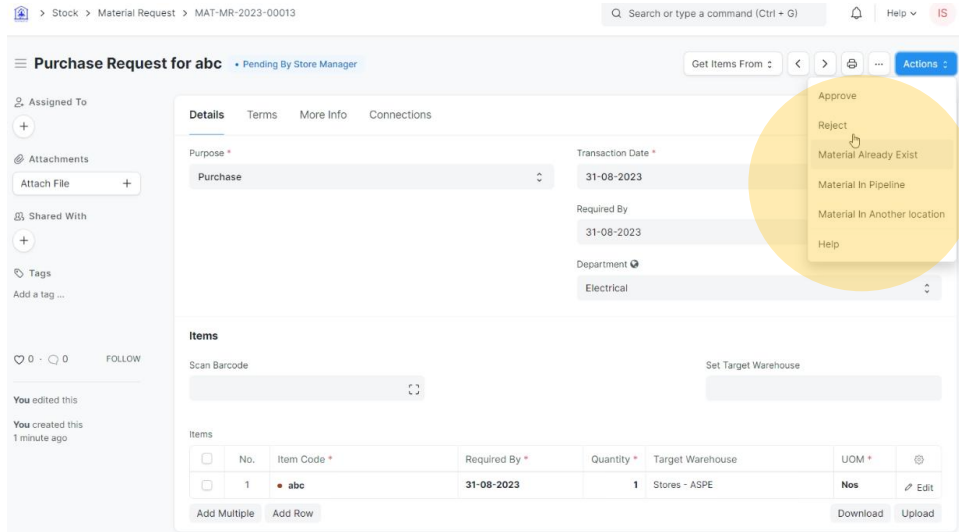 > Stock > Material Request > MAT-MR-2023-00013
Search or type a command (Ctrl + G)
Help
IS
Purchase Request for abc • Pending By Store Manager
Get Items From
...
Actions
Approve
Reject
Material Already Exist
Material In Pipeline
Material In Another location
Help
Assigned To
+
Attachments
Attach File +
Shared With
+
Tags
Add a tag ...
0 · 0 FOLLOW
You edited this
You created this
1 minute ago
Details Terms More Info Connections
Purpose *
Purchase
Transaction Date *
31-08-2023
Required By
31-08-2023
Department
Electrical
Items
Scan Barcode
Set Target Warehouse
Items
No. Item Code * Required By * Quantity * Target Warehouse UOM *
1 • abc 31-08-2023 1 Stores - ASPE Nos Edit
Add Multiple Add Row Download Upload